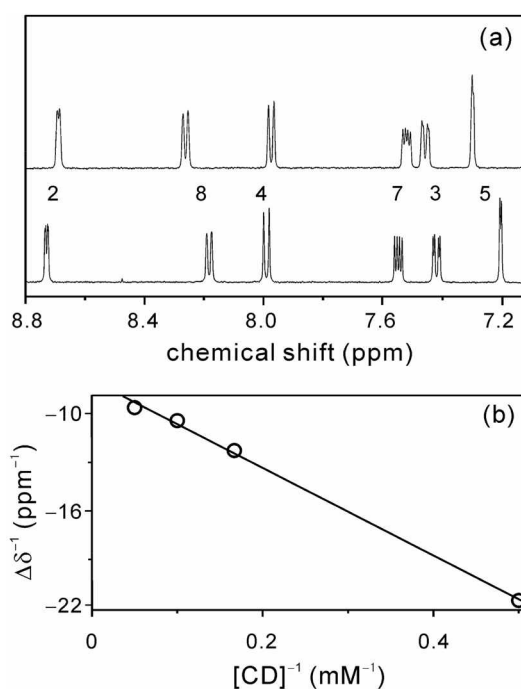 (a)
2 8 4 7 3 5
8.8 8.4 8.0 7.6 7.2
chemical shift (ppm)
(b)
−10
−16
−22
Δδ⁻¹ (ppm⁻¹)
0 0.2 0.4
[CD]⁻¹ (mM⁻¹)